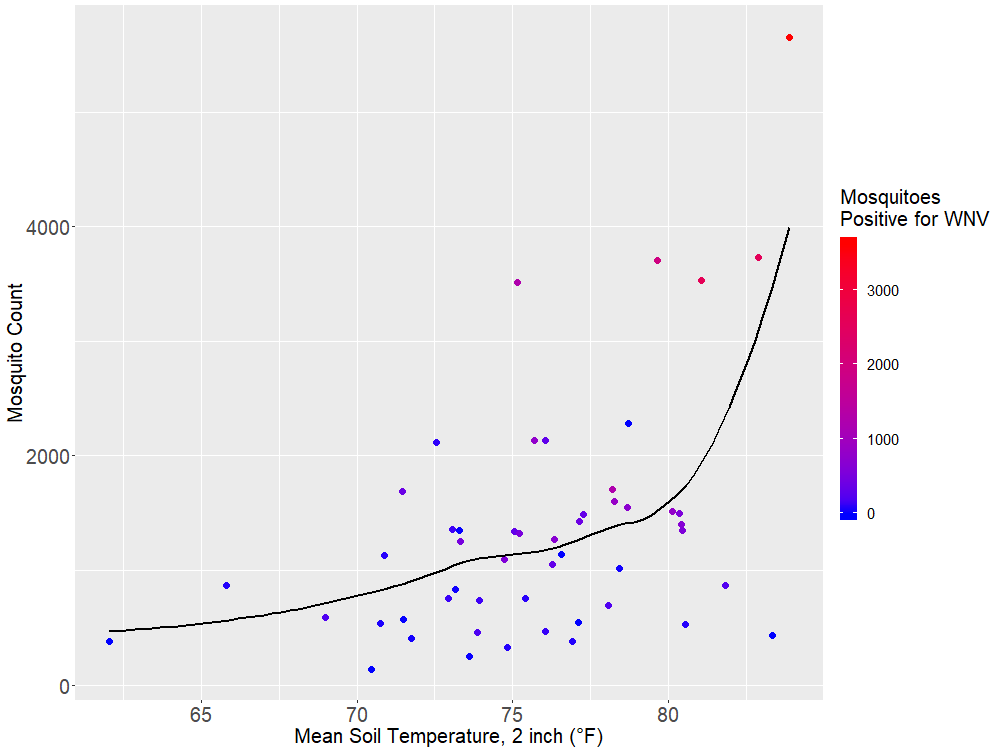 Mosquito Count
4000
2000
0
65
70
75
80
Mean Soil Temperature, 2 inch (°F)
Mosquitoes
Positive for WNV
3000
2000
1000
0